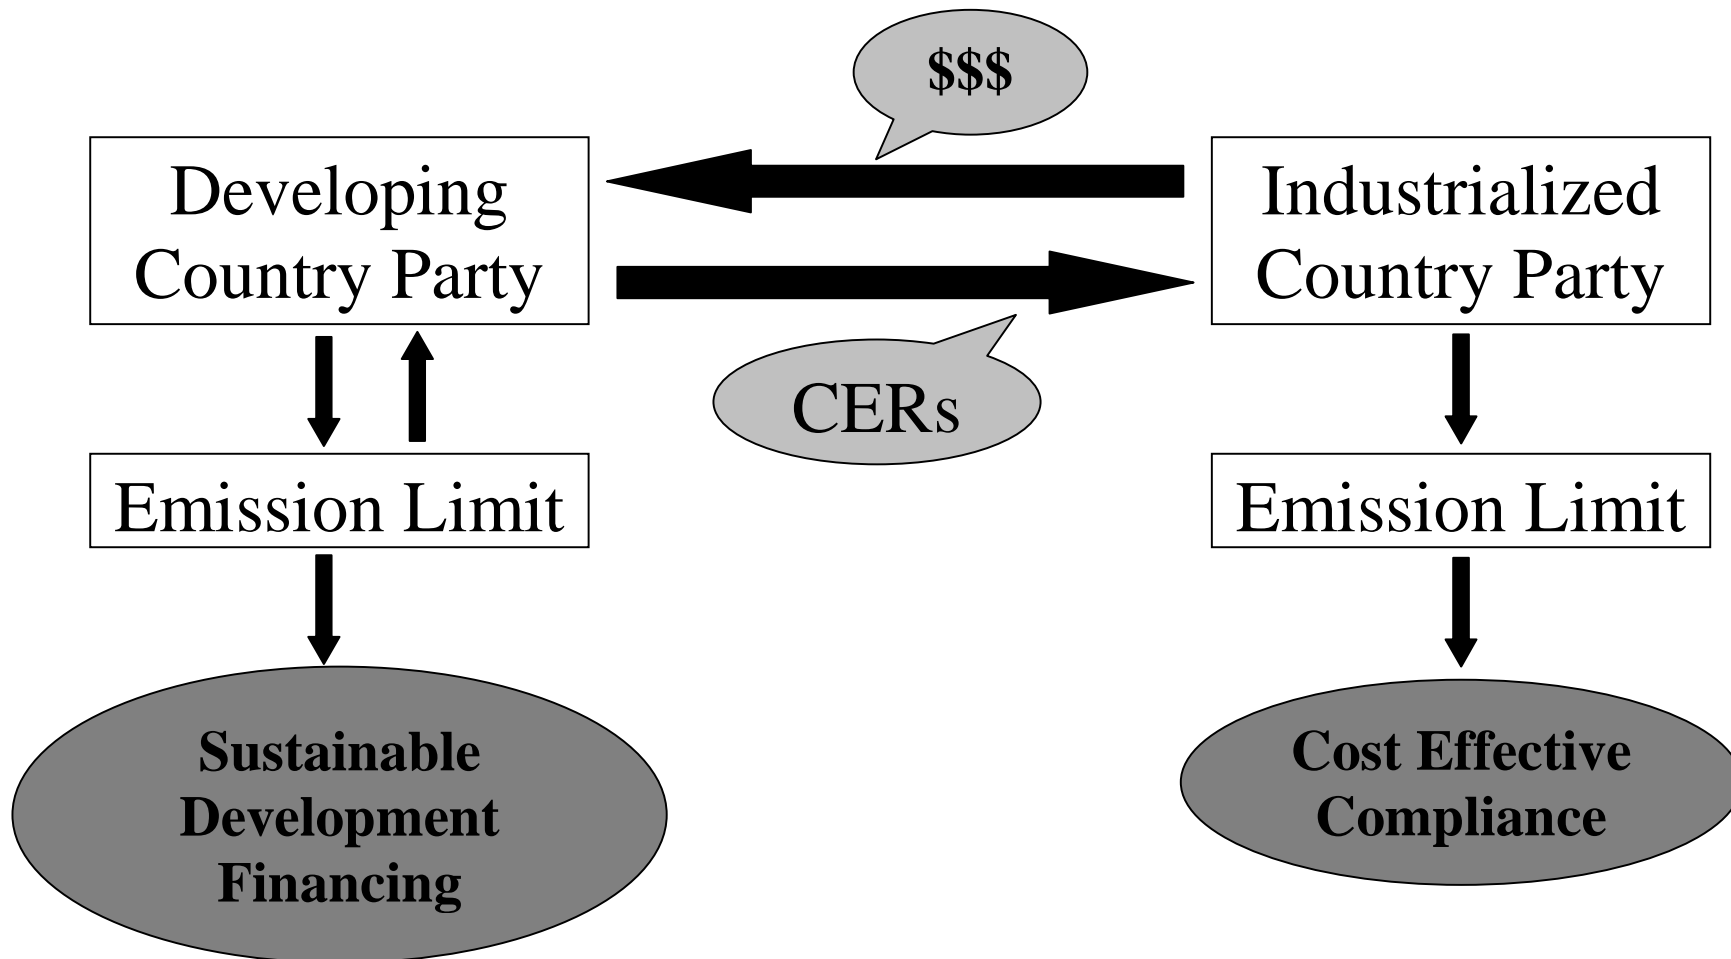 $$$
Developing
Country Party
Industrialized
Country Party
CERs
Emission Limit
Emission Limit
Sustainable
Development
Financing
Cost Effective
Compliance